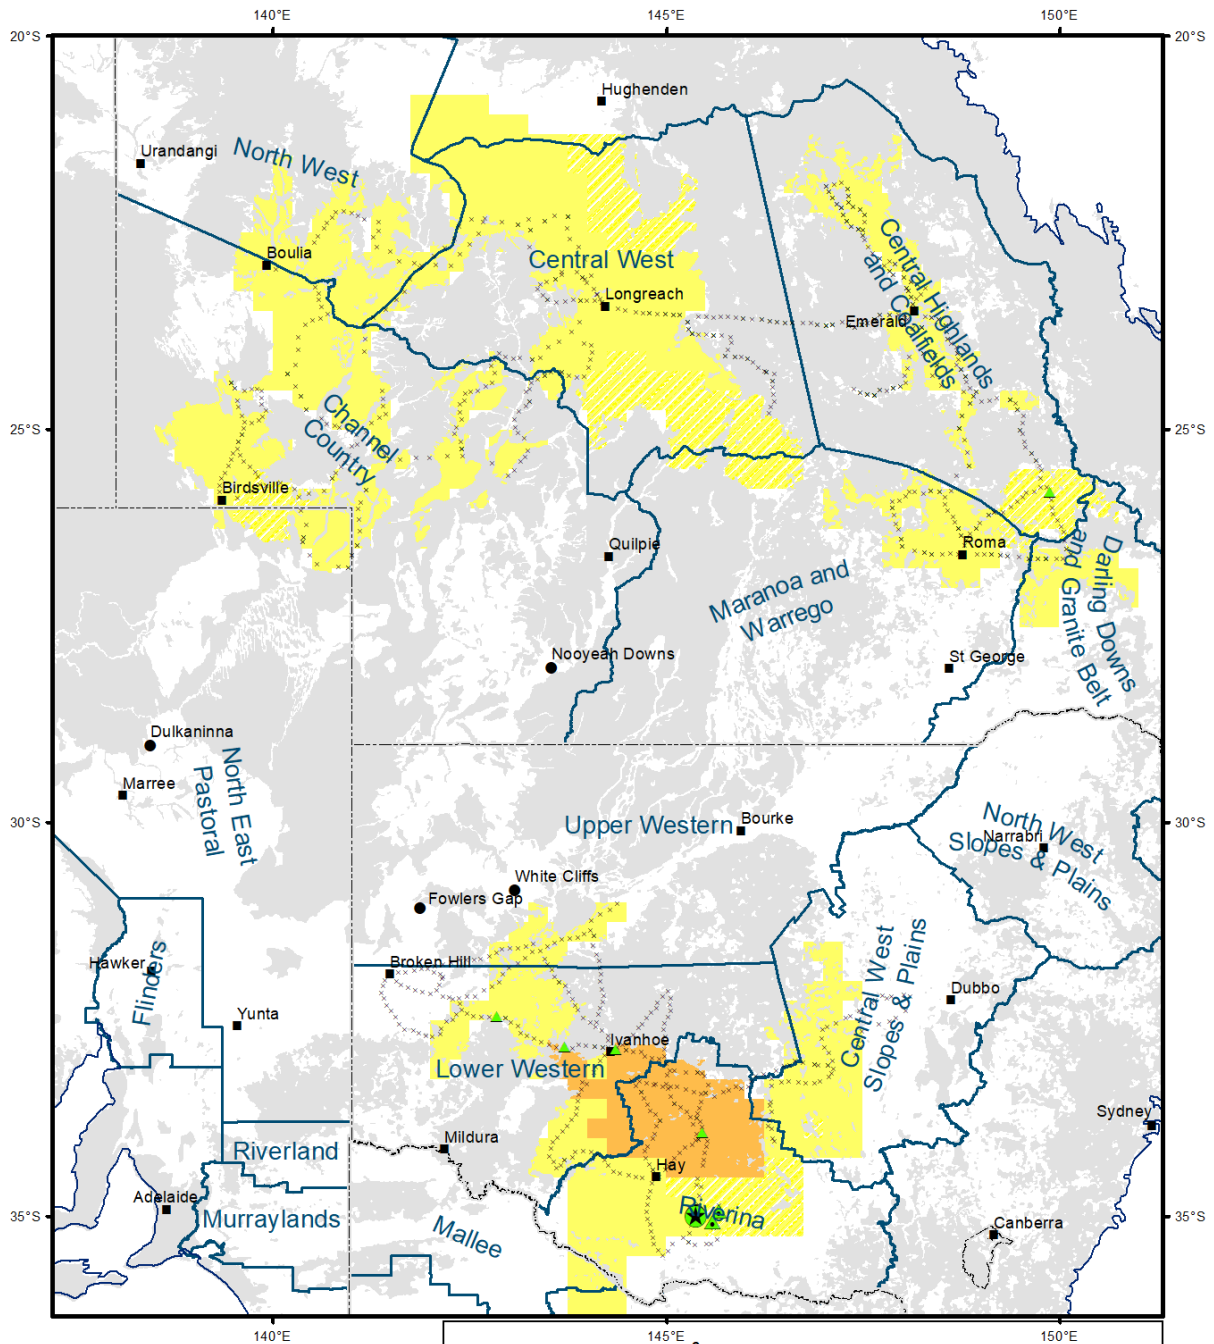 140°E
145°E
150°E
20°S
20°S
Hughenden
Urandangi
North West
Boulia
Central West
Longreach
Central Highlands
and Coalfields
Emerald
25°S
25°S
Channel
Country
Birdsville
Quilpie
Roma
Maranoa and
Warrego
Darling Downs
and Granite Belt
Nooyeah Downs
St George
Dulkaninna
Marree
North East
Pastoral
30°S
30°S
Upper Western
Bourke
North West
Slopes & Plains
Narrabri
White Cliffs
Fowlers Gap
Broken Hill
Hawker
Flinders
Yunta
Central West
Slopes & Plains
Dubbo
Ivanhoe
Lower Western
Sydney
Mildura
Riverland
Hay
Adelaide
Murraylands
Mallee
Riverina
35°S
35°S
Canberra
140°E
145°E
150°E